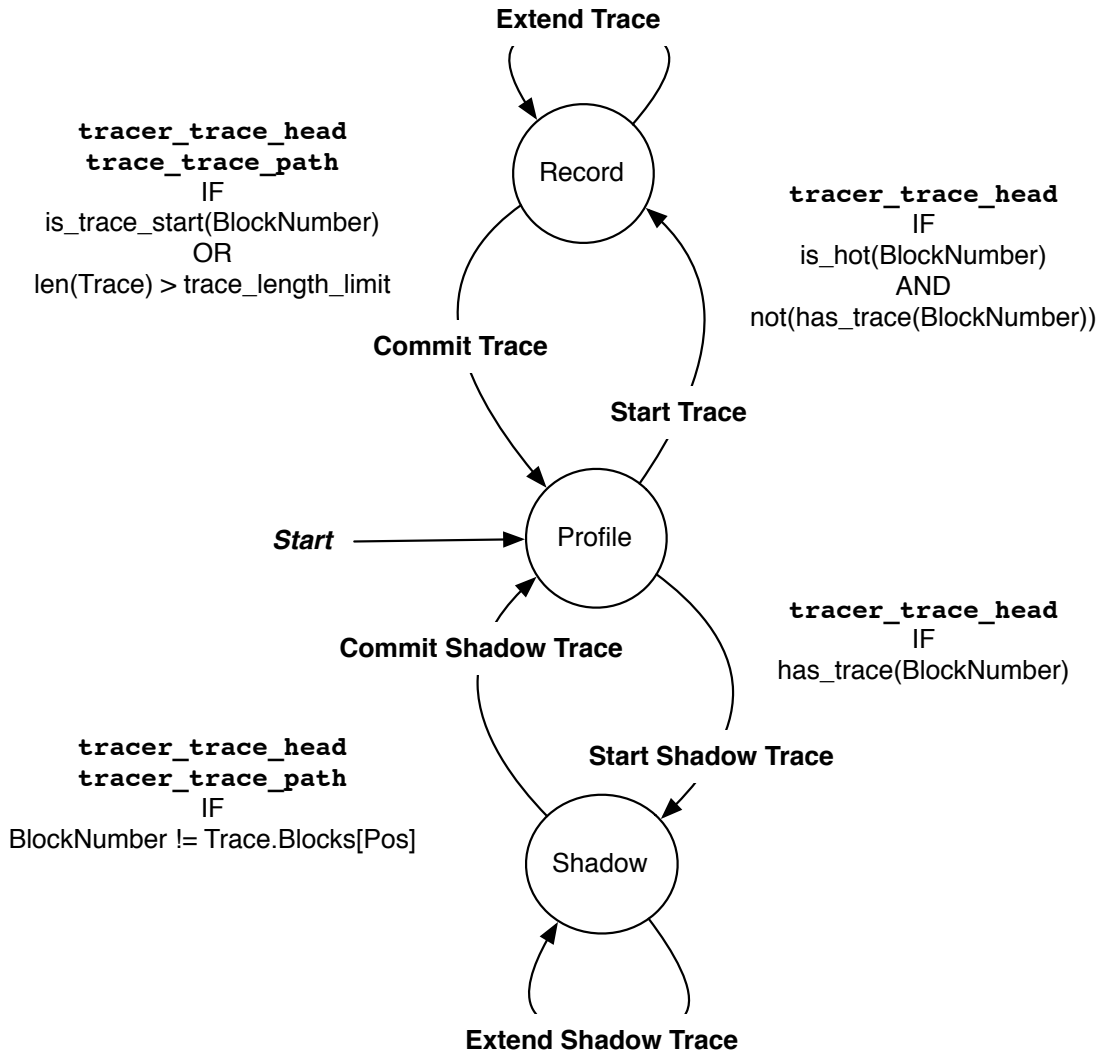 Extend Trace
tracer_trace_head
trace_trace_path
IF
is_trace_start(BlockNumber)
OR
len(Trace) > trace_length_limit
Record
tracer_trace_head
IF
is_hot(BlockNumber)
AND
not(has_trace(BlockNumber))
Commit Trace
Start Trace
Start
Profile
Commit Shadow Trace
tracer_trace_head
IF
has_trace(BlockNumber)
tracer_trace_head
tracer_trace_path
IF
BlockNumber != Trace.Blocks[Pos]
Start Shadow Trace
Shadow
Extend Shadow Trace